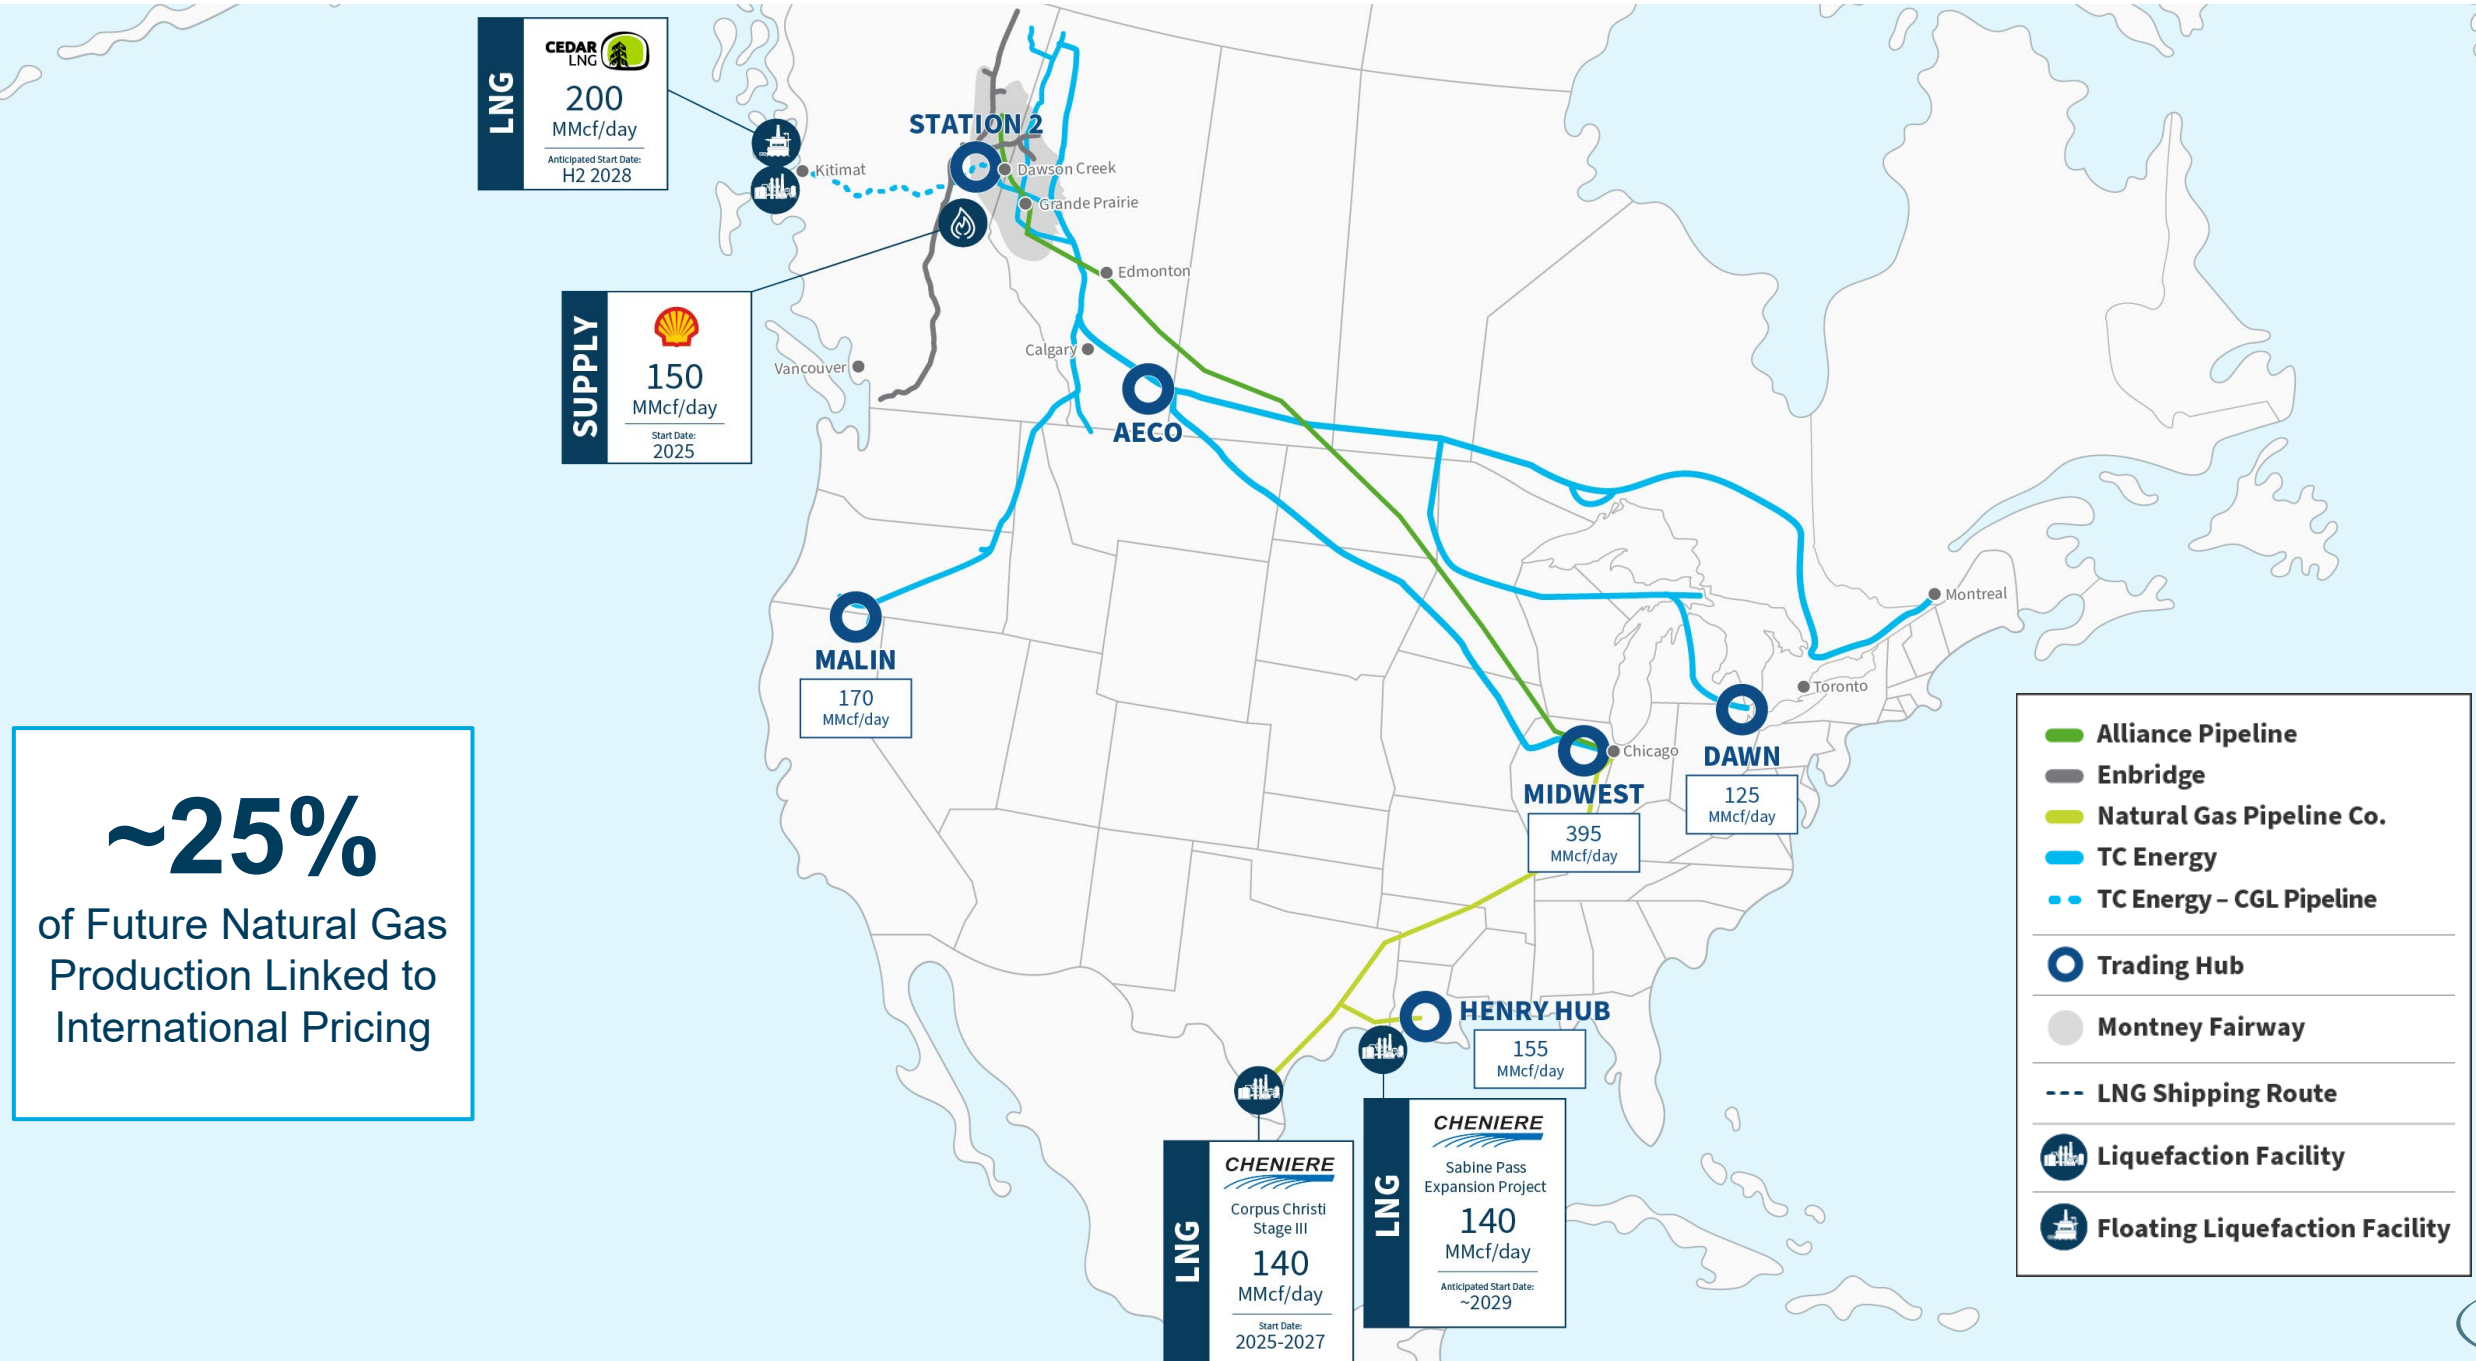 LNG
CEDAR
LNG
200
MMcf/day
Anticipated Start Date:
H2 2028
STATION 2
Kitimat
Dawson Creek
Grande Prairie
Edmonton
SUPPLY
150
MMcf/day
Start Date:
2025
Calgary
Vancouver
AECO
MALIN
170
MMcf/day
Montreal
Toronto
Chicago
DAWN
125
MMcf/day
MIDWEST
395
MMcf/day
~25%
of Future Natural Gas
Production Linked to
International Pricing
HENRY HUB
155
MMcf/day
LNG
CHENIERE
Corpus Christi
Stage III
140
MMcf/day
Start Date:
2025-2027
LNG
CHENIERE
Sabine Pass
Expansion Project
140
MMcf/day
Anticipated Start Date:
~2029
Alliance Pipeline
Enbridge
Natural Gas Pipeline Co.
TC Energy
TC Energy – CGL Pipeline
Trading Hub
Montney Fairway
LNG Shipping Route
Liquefaction Facility
Floating Liquefaction Facility